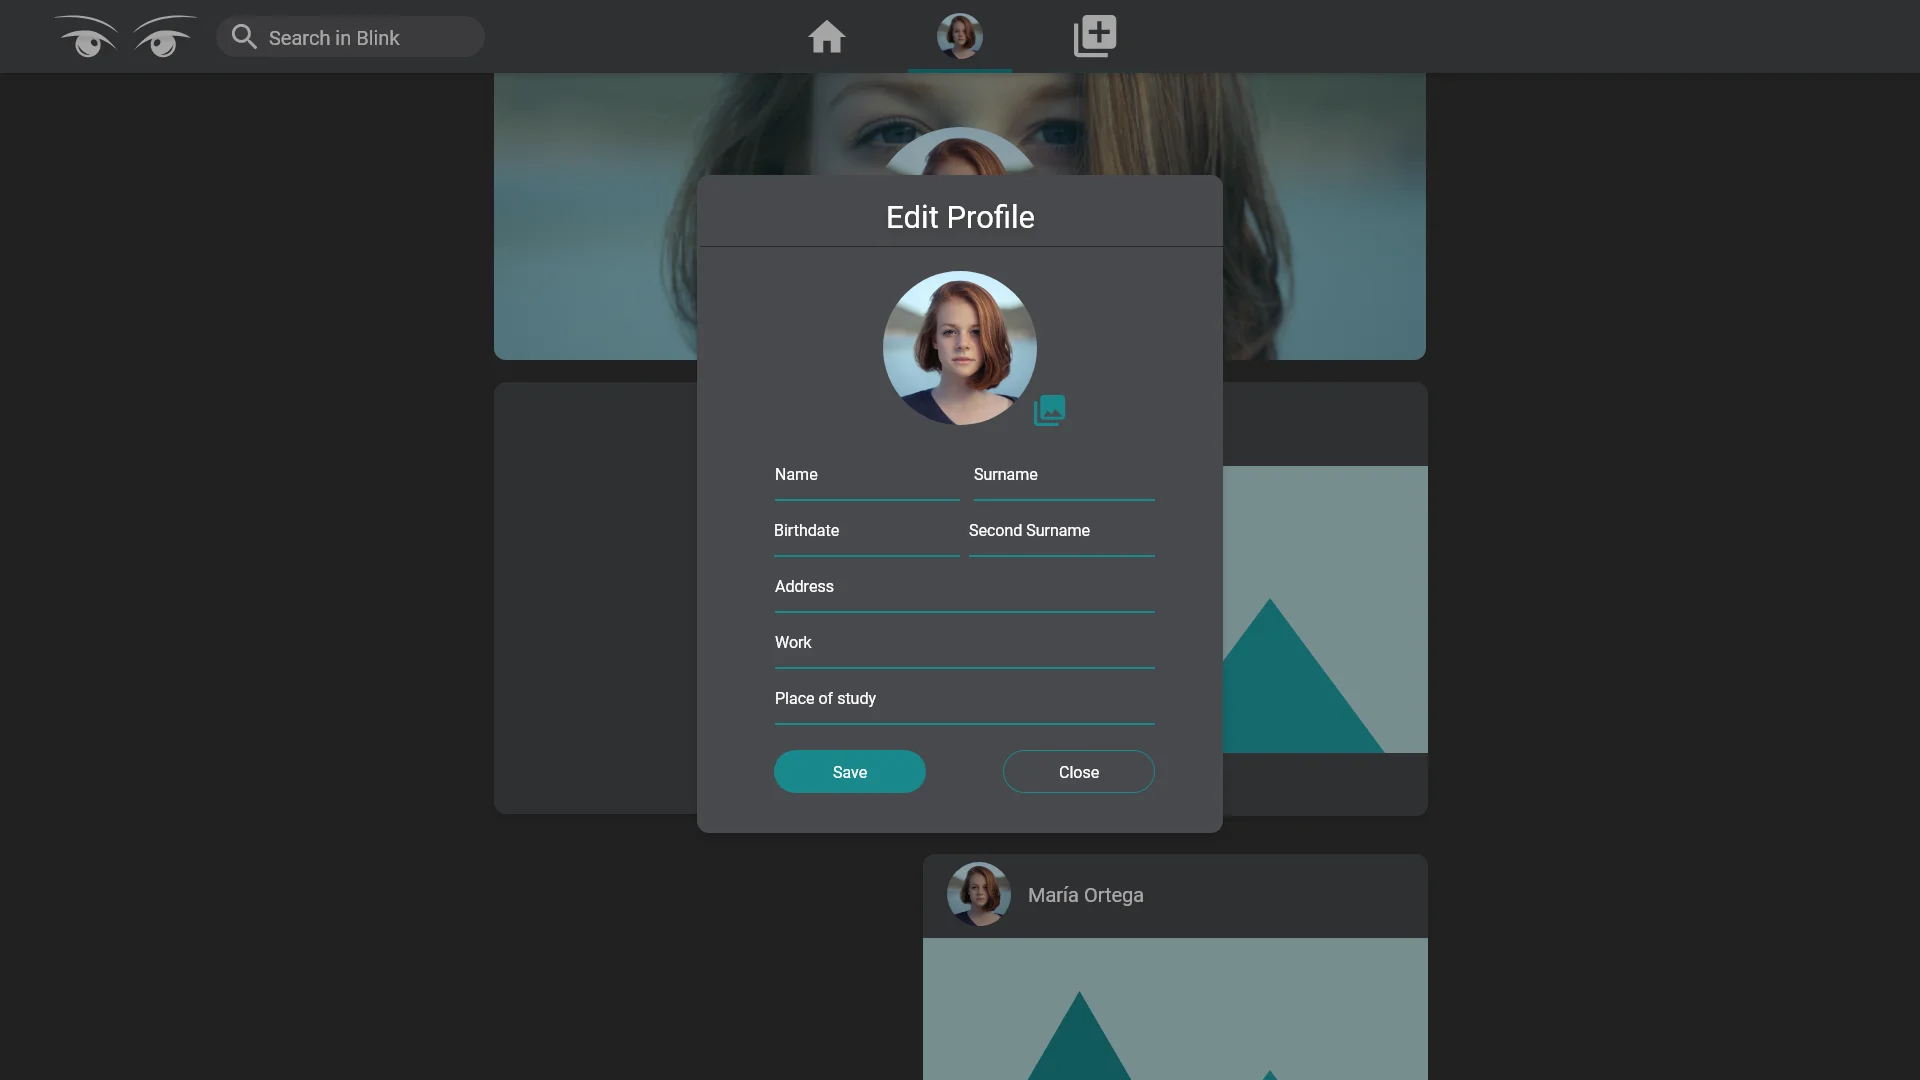 Search in Blink
Edit Profile
Name
Surname
Birthdate
Second Surname
Address
Work
Place of study
Save
Close
María Ortega